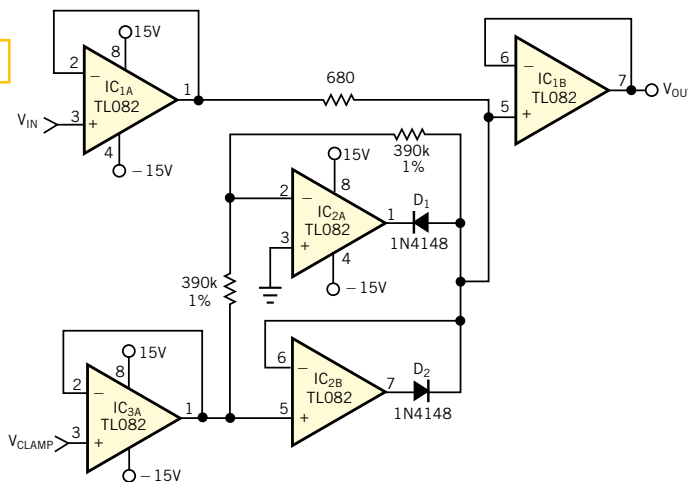 15V
8
2
−
IC1A
TL082
1
VIN
3
+
4
−15V
680
6
−
IC1B
TL082
7
VOUT
5
+
390k
1%
15V
8
2
−
IC2A
TL082
1
D1
1N4148
3
+
4
−15V
390k
1%
15V
8
2
−
IC3A
TL082
1
VCLAMP
3
+
−15V
6
−
IC2B
TL082
7
D2
1N4148
5
+